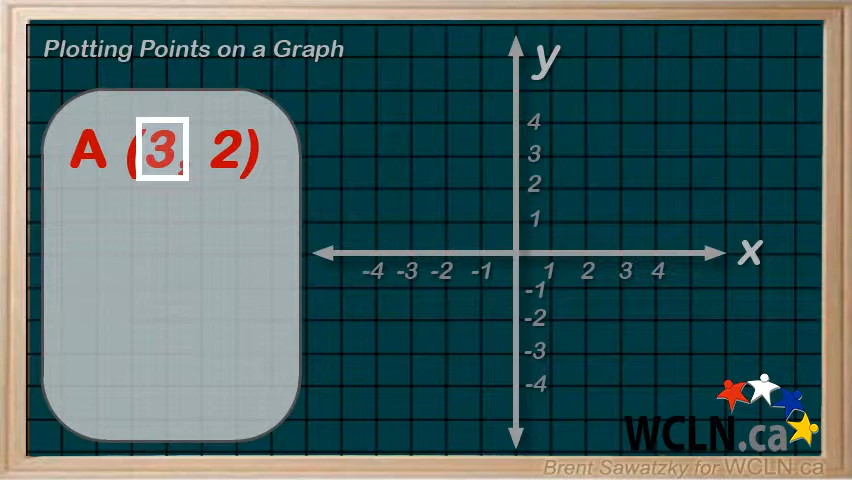 Plotting Points on a Graph
A (3, 2)
y
4
3
2
1
-4 -3 -2 -1 1 2 3 4
x
-1
-2
-3
-4
WCLN.ca
Brent Sawatzky for WCLN.ca